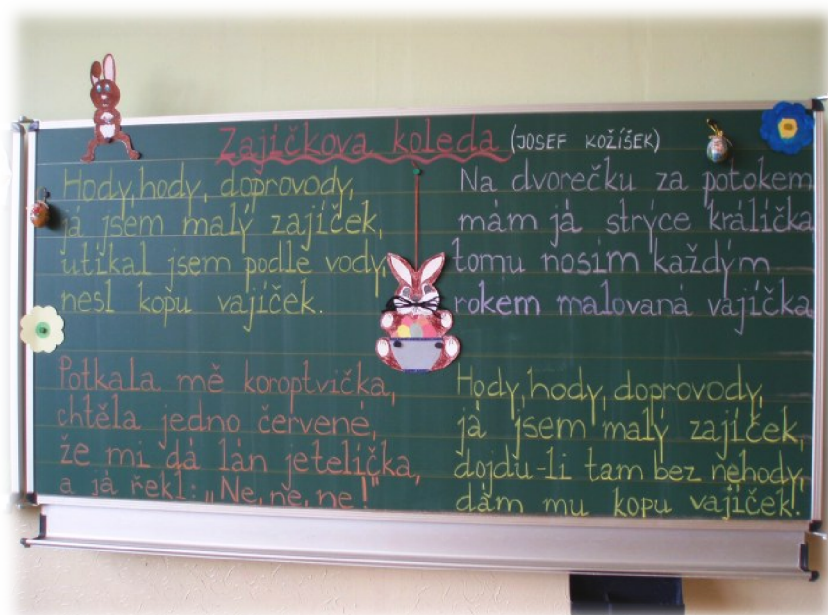 Zajíčkova koleda (JOSEF KOŽÍŠEK)
Hody, hody, doprovody,
já jsem malý zajíček,
utíkal jsem podle vody,
nesl kopu vajíček.
Potkala mě koroptvička,
chtěla jedno červené,
že mi dá lán jetelíčka,
a já řekl: „Ne, ne, ne!"
Na dvorečku za potokem
mám já strýce králíčka
tomu nosím každým
rokem malovaná vajíčka
Hody, hody, doprovody,
já jsem malý zajíček,
dojdu-li tam bez nehody,
dám mu kopu vajíček!